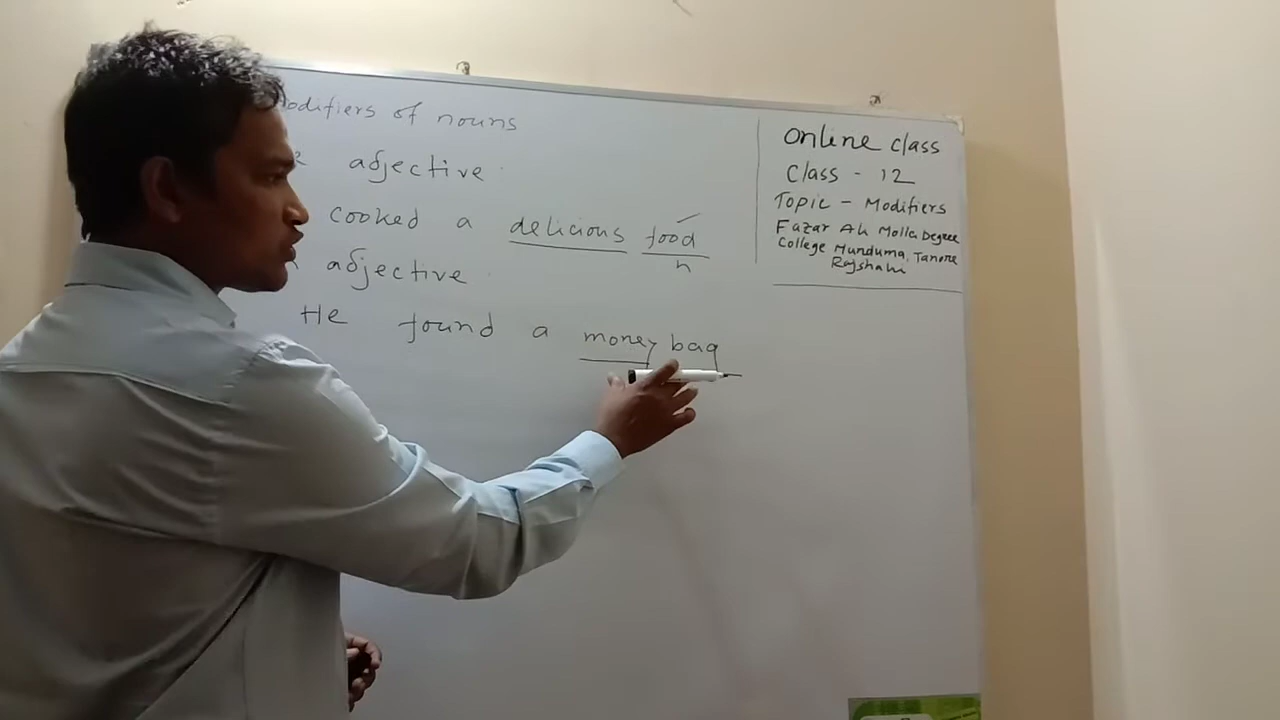 Modifiers of nouns
adjective
cooked a delicious food
n
adjective
He found a money bag
Online class
Class - 12
Topic - Modifiers
Fazar Ali Molla Degree
College Munduma, Tanore
Rajshahi